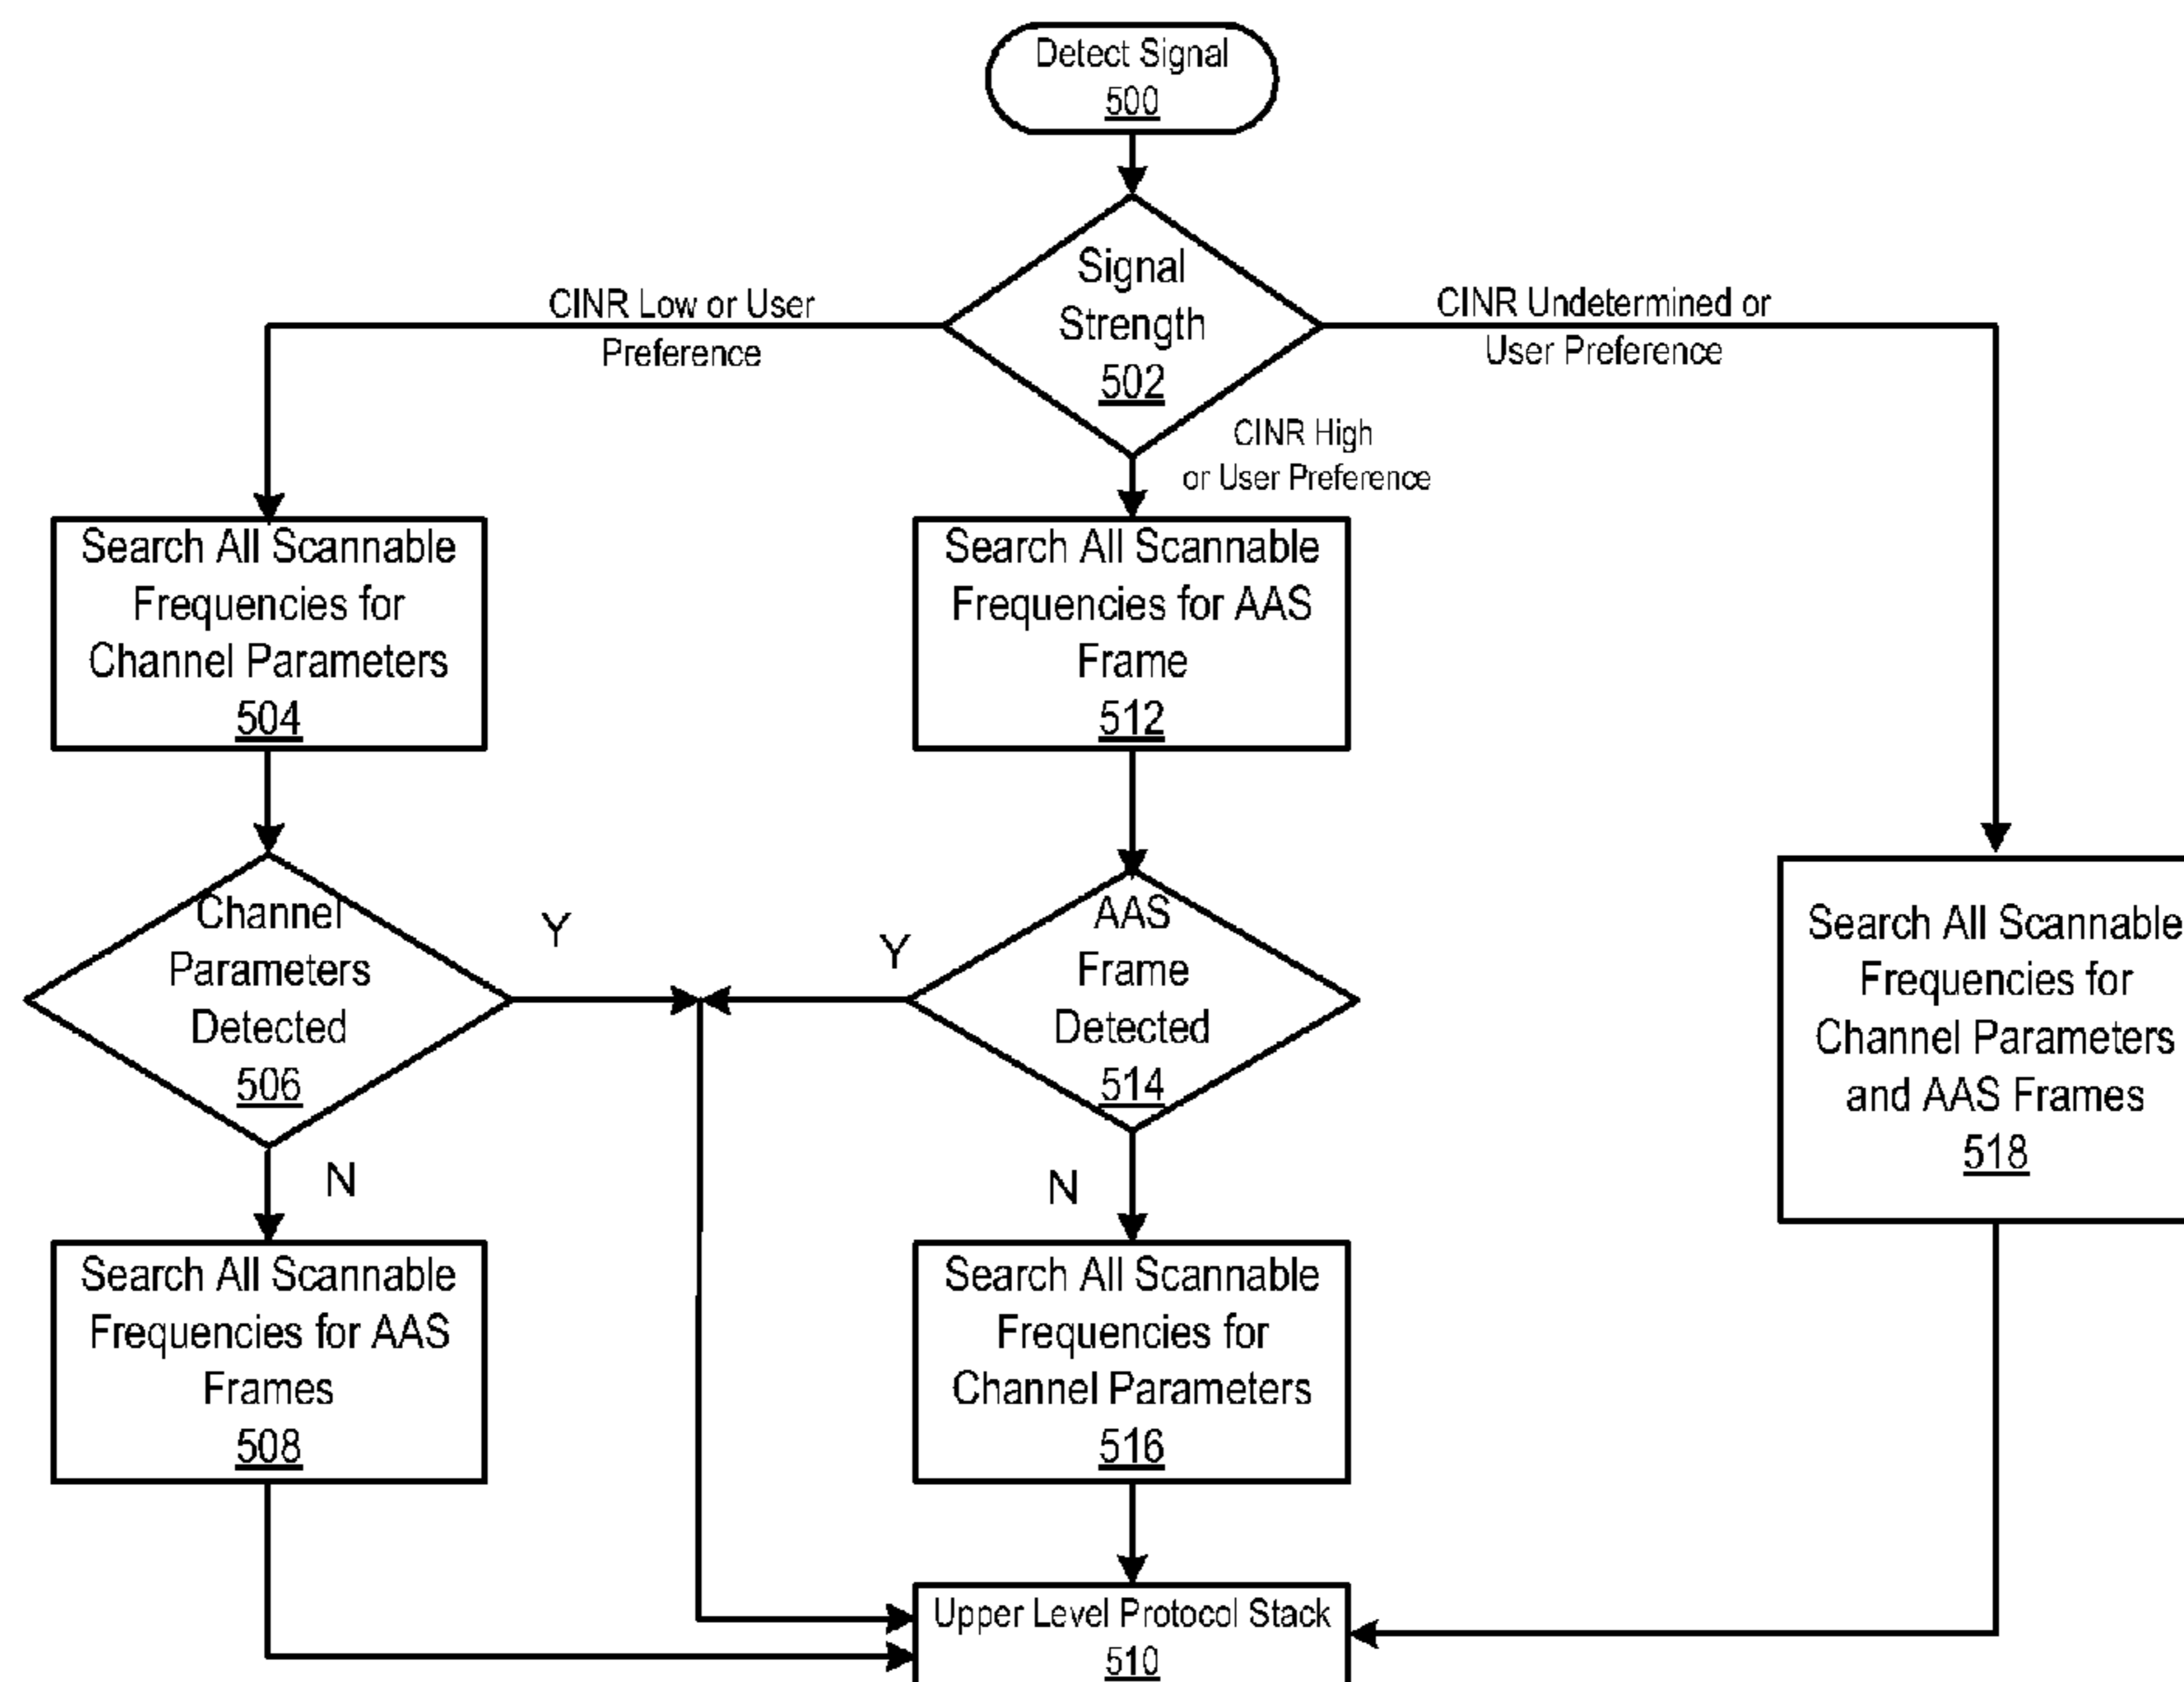 Detect Signal
500
Signal
Strength
502
CINR Low or User
Preference
CINR Undetermined or
User Preference
CINR High
or User Preference
Search All Scannable
Frequencies for
Channel Parameters
504
Search All Scannable
Frequencies for AAS
Frame
512
Channel
Parameters
Detected
506
Y
Y
AAS
Frame
Detected
514
Search All Scannable
Frequencies for
Channel Parameters
and AAS Frames
518
N
N
Search All Scannable
Frequencies for AAS
Frames
508
Search All Scannable
Frequencies for
Channel Parameters
516
Upper Level Protocol Stack
510